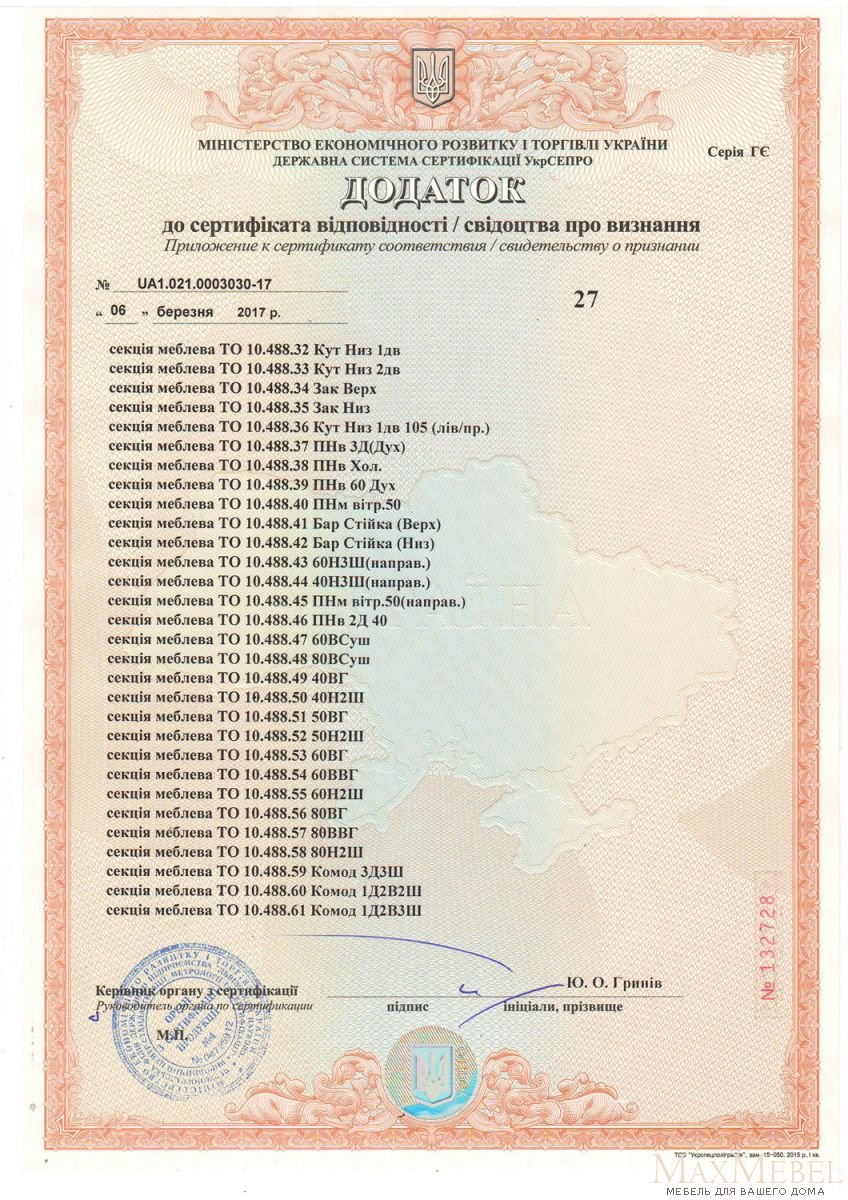 МІНІСТЕРСТВО ЕКОНОМІЧНОГО РОЗВИТКУ І ТОРГІВЛІ УКРАЇНИ
ДЕРЖАВНА СИСТЕМА СЕРТИФІКАЦІЇ УкрСЕПРО
Серія ГЄ
ДОДАТОК
до сертифіката відповідності / свідоцтва про визнання
Приложение к сертификату соответствия / свидетельству о признании
№ UA1.021.0003030-17
27
“ 06 ” березня 2017 р.
секція меблева ТО 10.488.32 Кут Низ 1дв
секція меблева ТО 10.488.33 Кут Низ 2дв
секція меблева ТО 10.488.34 Зак Верх
секція меблева ТО 10.488.35 Зак Низ
секція меблева ТО 10.488.36 Кут Низ 1дв 105 (лів/пр.)
секція меблева ТО 10.488.37 ПНв 3Д(Дух)
секція меблева ТО 10.488.38 ПНв Хол.
секція меблева ТО 10.488.39 ПНв 60 Дух
секція меблева ТО 10.488.40 ПНм вітр.50
секція меблева ТО 10.488.41 Бар Стійка (Верх)
секція меблева ТО 10.488.42 Бар Стійка (Низ)
секція меблева ТО 10.488.43 60Н3Ш(направ.)
секція меблева ТО 10.488.44 40Н3Ш(направ.)
секція меблева ТО 10.488.45 ПНм вітр.50(направ.)
секція меблева ТО 10.488.46 ПНв 2Д 40
секція меблева ТО 10.488.47 60ВСуш
секція меблева ТО 10.488.48 80ВСуш
секція меблева ТО 10.488.49 40ВГ
секція меблева ТО 10.488.50 40Н2Ш
секція меблева ТО 10.488.51 50ВГ
секція меблева ТО 10.488.52 50Н2Ш
секція меблева ТО 10.488.53 60ВГ
секція меблева ТО 10.488.54 60ВВГ
секція меблева ТО 10.488.55 60Н2Ш
секція меблева ТО 10.488.56 80ВГ
секція меблева ТО 10.488.57 80ВВГ
секція меблева ТО 10.488.58 80Н2Ш
секція меблева ТО 10.488.59 Комод 3Д3Ш
секція меблева ТО 10.488.60 Комод 1Д2В2Ш
секція меблева ТО 10.488.61 Комод 1Д2В3Ш
№ 132728
Керівник органу з сертифікації
Ю. О. Гринів
Руководитель органа по сертификации
підпис
ініціали, прізвище
М.П.
ТОВ "Укрспецполіграфія", зам. 15-050, 2015 р., I кв.
MAXMEBEL
МЕБЕЛЬ ДЛЯ ВАШЕГО ДОМА